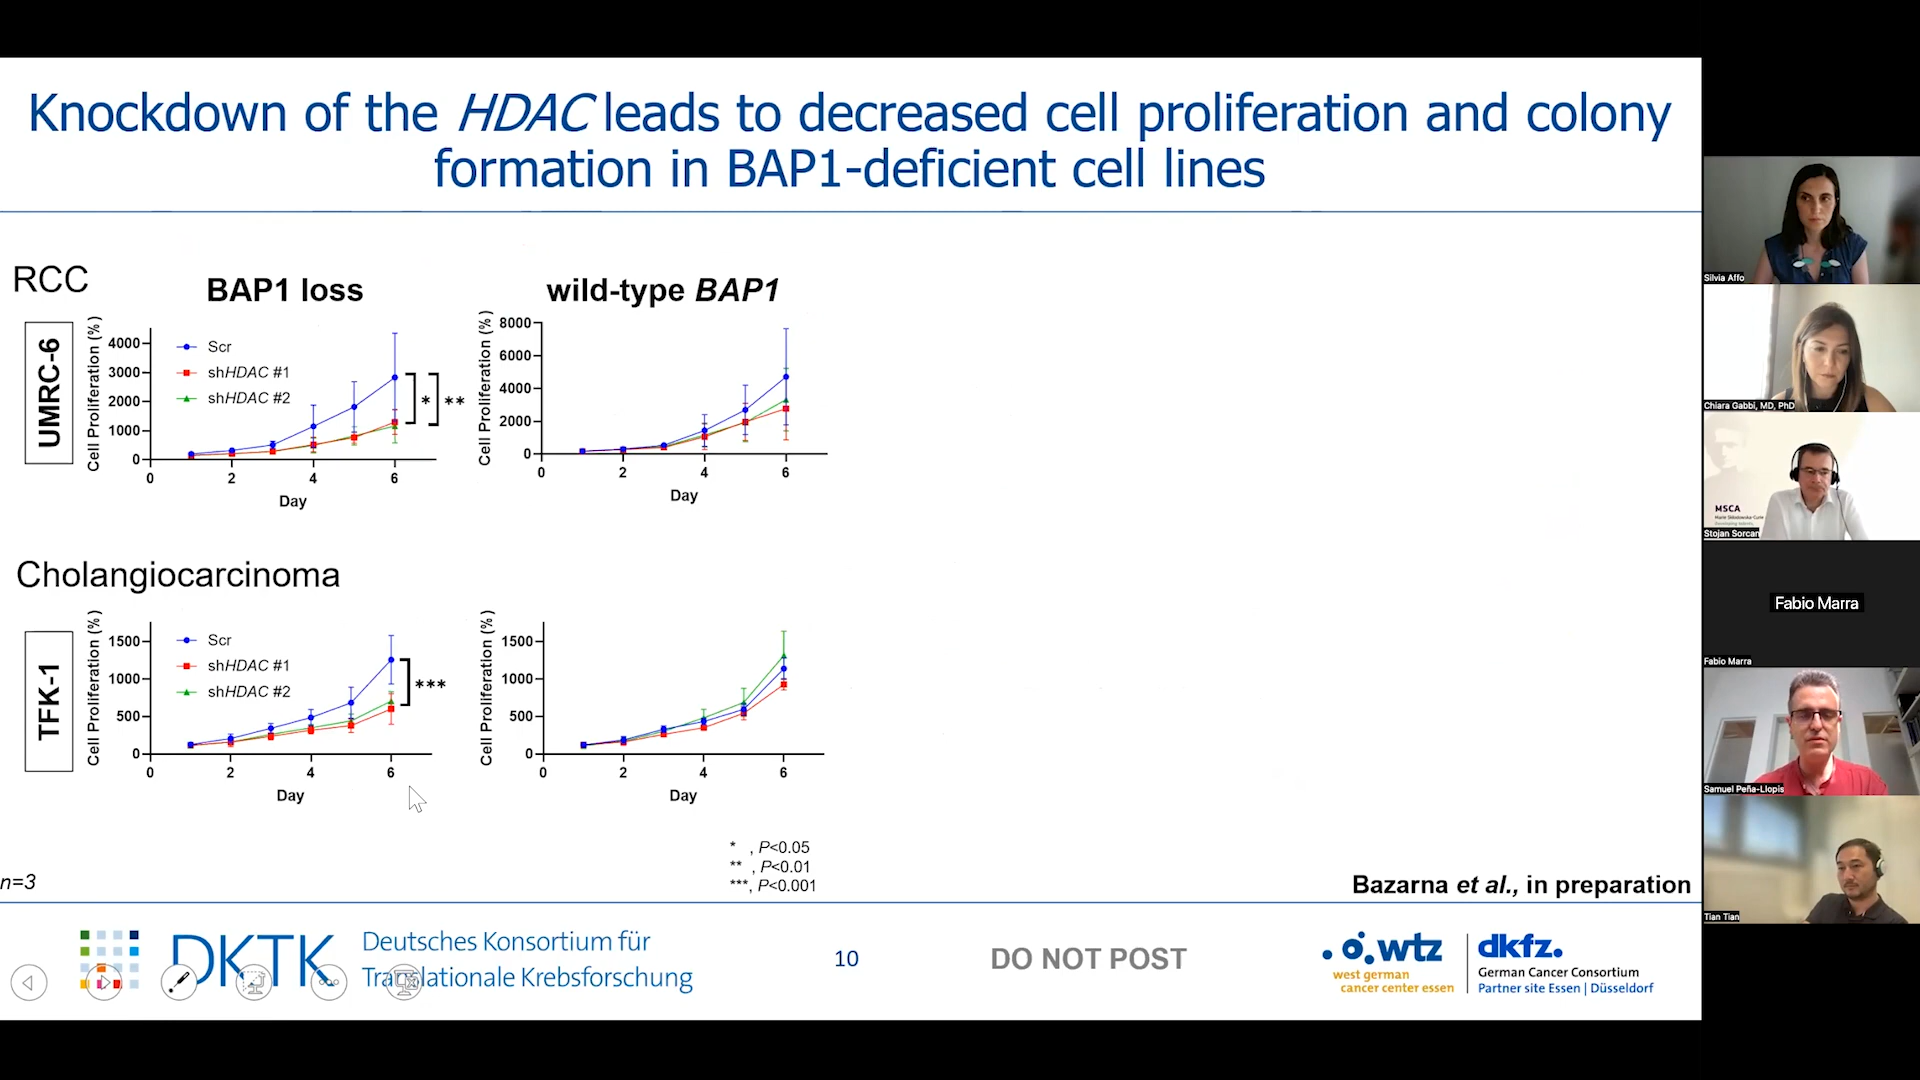 Knockdown of the HDAC leads to decreased cell proliferation and colony
formation in BAP1-deficient cell lines
RCC
BAP1 loss
wild-type BAP1
UMRC-6
Cell Proliferation (%)
4000
3000
2000
1000
0
Scr
shHDAC #1
shHDAC #2
* **
0 2 4 6
Day
Cell Proliferation (%)
8000
6000
4000
2000
0
0 2 4 6
Day
Cholangiocarcinoma
TFK-1
Cell Proliferation (%)
1500
1000
500
0
Scr
shHDAC #1
shHDAC #2
***
0 2 4 6
Day
Cell Proliferation (%)
1500
1000
500
0
0 2 4 6
Day
* , P<0.05
** , P<0.01
***, P<0.001
n=3
Bazarna et al., in preparation
DKTK
Deutsches Konsortium für
Translationale Krebsforschung
10
DO NOT POST
wtz
west german
cancer center essen
dkfz.
German Cancer Consortium
Partner site Essen | Düsseldorf
Silvia Affo
Chiara Gabbi, MD, PhD
MSCA
Stojan Sorcan
Fabio Marra
Fabio Marra
Samuel Peña-Llopis
Tian Tian